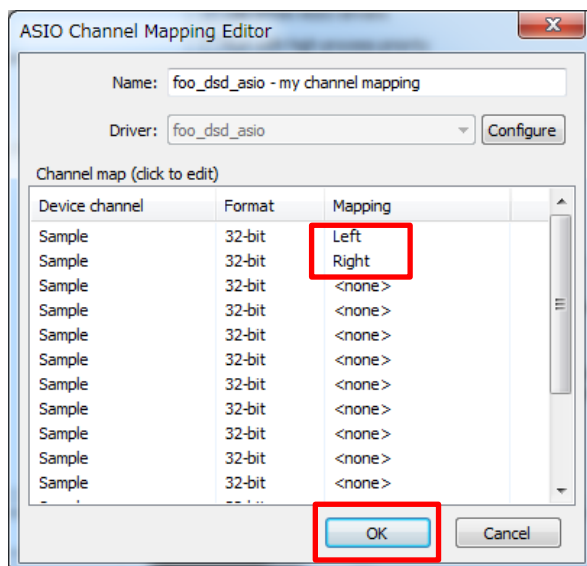 ASIO Channel Mapping Editor
Name: foo_dsd_asio - my channel mapping
Driver: foo_dsd_asio Configure
Channel map (click to edit)
Device channel Format Mapping
Sample 32-bit Left
Sample 32-bit Right
Sample 32-bit <none>
Sample 32-bit <none>
Sample 32-bit <none>
Sample 32-bit <none>
Sample 32-bit <none>
Sample 32-bit <none>
Sample 32-bit <none>
Sample 32-bit <none>
Sample 32-bit <none>
OK Cancel